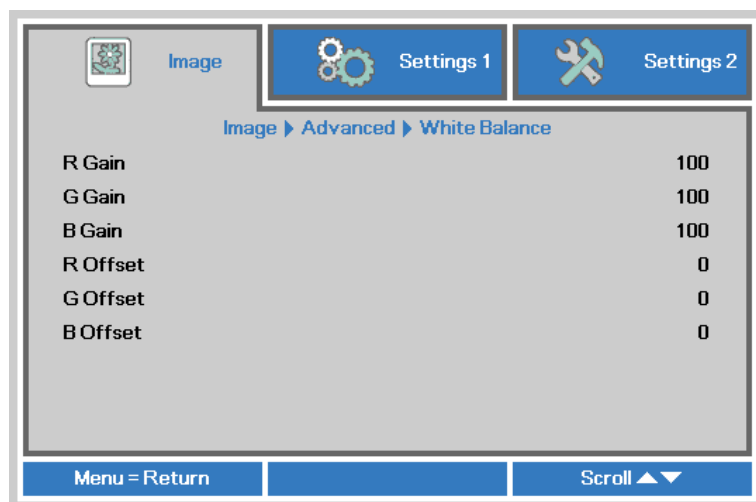 Image Settings 1 Settings 2
Image ▶ Advanced ▶ White Balance
R Gain 100
G Gain 100
B Gain 100
R Offset 0
G Offset 0
B Offset 0
Menu = Return Scroll ▲▼